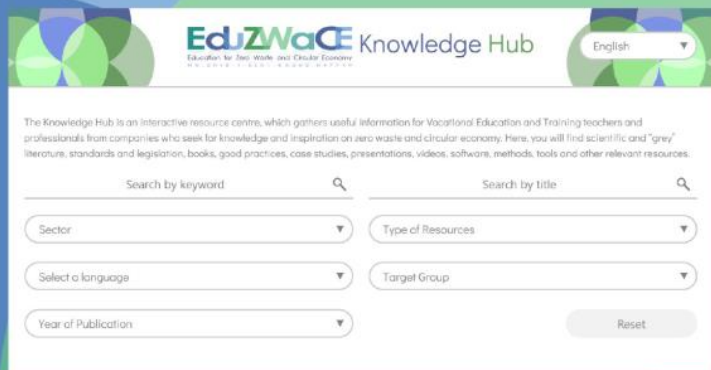 EduZWaCE Knowledge Hub
English
Education for Zero Waste and Circular Economy
The Knowledge Hub is an interactive resource centre, which gathers useful information for Vocational Education and Training teachers and
professionals from companies who seek for knowledge and inspiration on zero waste and circular economy. Here, you will find scientific and "grey"
literature, standards and legislation, books, good practices, case studies, presentations, videos, software, methods, tools and other relevant resources.
Search by keyword
Search by title
Sector
Type of Resources
Select a language
Target Group
Year of Publication
Reset